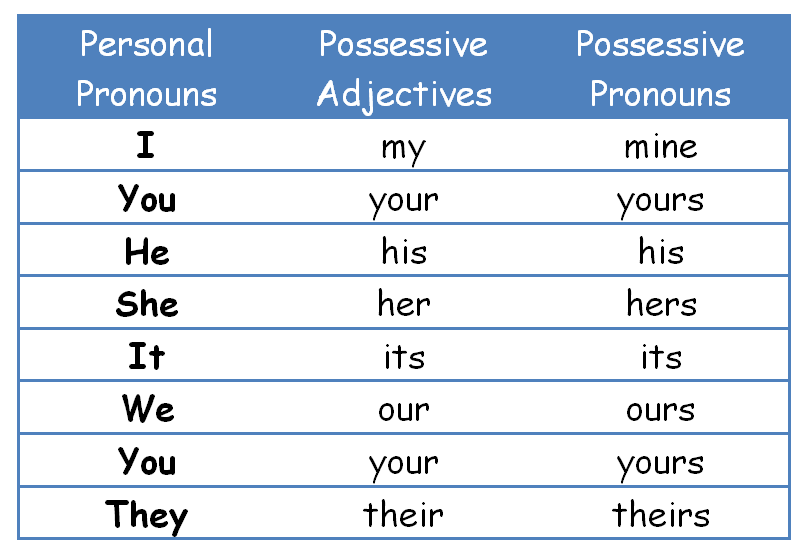 Personal Possessive Possessive
Pronouns Adjectives Pronouns
I my mine
You your yours
He his his
She her hers
It its its
We our ours
You your yours
They their theirs